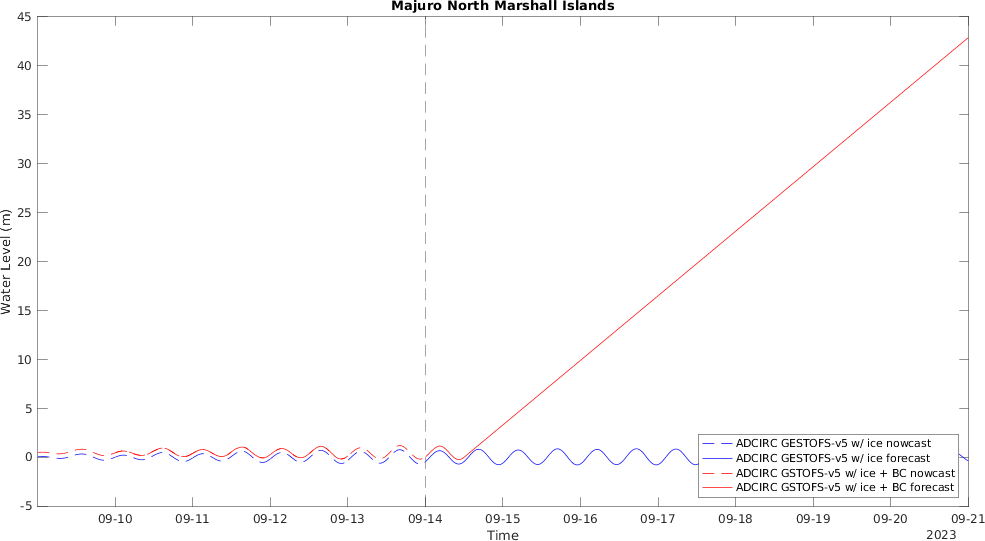 Majuro North Marshall Islands
45
40
35
30
25
20
15
10
5
0
-5
Water Level (m)
09-10 09-11 09-12 09-13 09-14 09-15 09-16 09-17 09-18 09-19 09-20 09-21
Time
2023
ADCIRC GESTOFS-v5 w/ ice nowcast
ADCIRC GESTOFS-v5 w/ ice forecast
ADCIRC GSTOFS-v5 w/ ice + BC nowcast
ADCIRC GSTOFS-v5 w/ ice + BC forecast